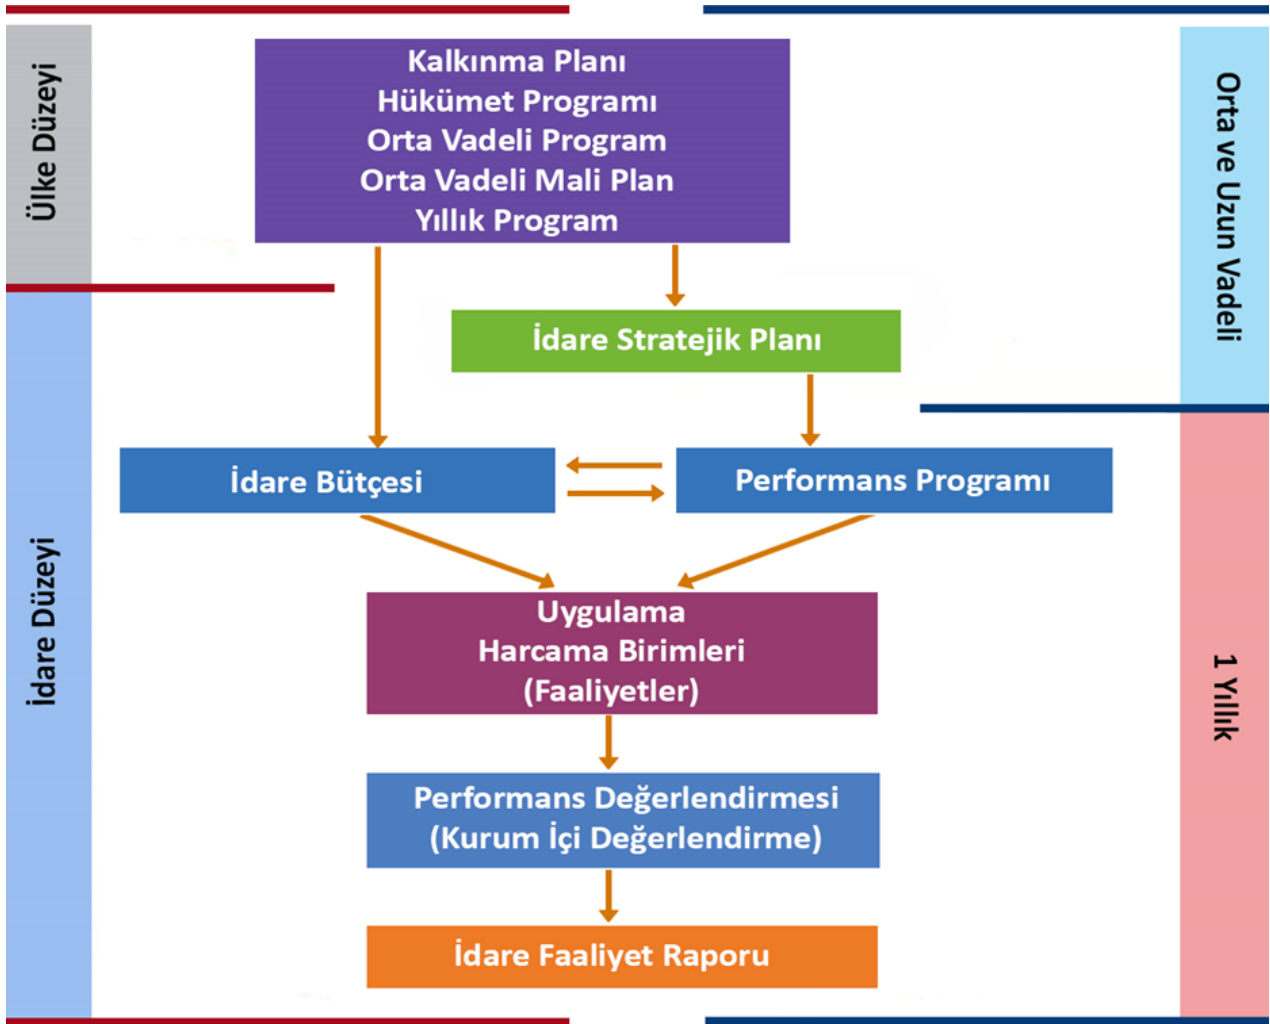 Ülke Düzeyi
Kalkınma Planı
Hükümet Programı
Orta Vadeli Program
Orta Vadeli Mali Plan
Yıllık Program
Orta ve Uzun Vadeli
İdare Stratejik Planı
İdare Düzeyi
İdare Bütçesi
Performans Programı
Uygulama
Harcama Birimleri
(Faaliyetler)
1 Yıllık
Performans Değerlendirmesi
(Kurum İçi Değerlendirme)
İdare Faaliyet Raporu